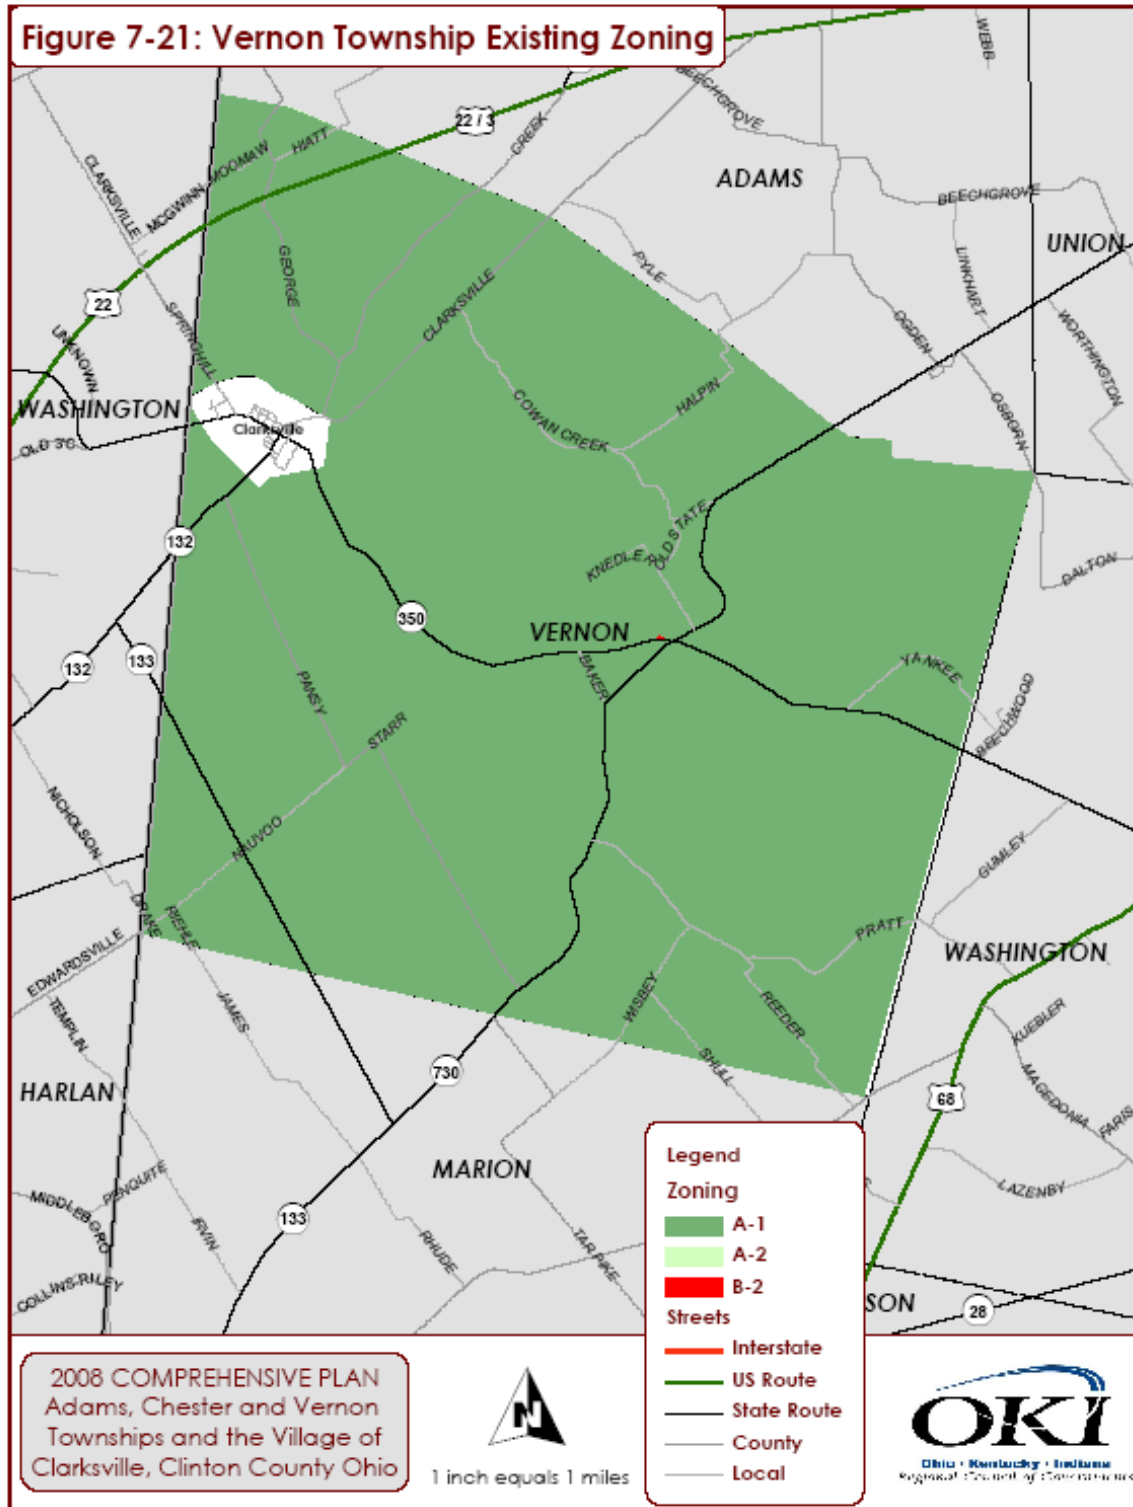 Figure 7-21: Vernon Township Existing Zoning
WEBB
BEECHGROVE
22 / 3
GREEK
HIATT
MCGWINN-MOOMAW
CLARKSVILLE
ADAMS
BEECHGROVE
UNION
GEORGE
PYLE
LINKHART
CLARKSVILLE
22
SPRINGHILL
UNKNOWN
OGDEN
WORTHINGTON
WASHINGTON
HALPIN
COWAN CREEK
OSBORN
Clarksville
OLD 3'C
OLD STATE
132
KNEDLER
DALTON
350
VERNON
132
133
BAKER
YANKEE
PANSY
BEECHWOOD
STARR
NICHOLSON
NAUVOO
GUMLEY
DRAKE
RIEHLE
PRATT
EDWARDSVILLE
WASHINGTON
WISBEY
REEDER
TEMPLIN
JAMES
KUEBLER
SHULL
730
MACEDONIA
HARLAN
68
FARIS
MARION
LAZENBY
PENQUITE
MIDDLEBORO
IRVIN
133
RHUDE
TAR PIKE
COLLINS-RILEY
SON
28
Legend
Zoning
A-1
A-2
B-2
Streets
Interstate
US Route
State Route
County
Local
2008 COMPREHENSIVE PLAN
Adams, Chester and Vernon
Townships and the Village of
Clarksville, Clinton County Ohio
N
1 inch equals 1 miles
OKI
Ohio • Kentucky • Indiana
Regional Council of Governments